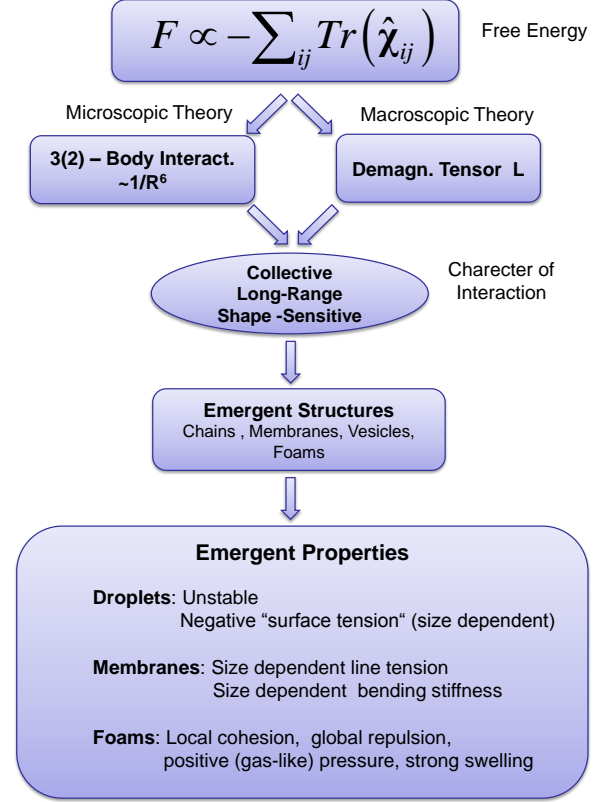 F ∝ −∑_{ij} Tr(χ̂_{ij})
Free Energy
Microscopic Theory
Macroscopic Theory
3(2) – Body Interact.
~1/R⁶
Demagn. Tensor L
Collective
Long-Range
Shape -Sensitive
Charecter of
Interaction
Emergent Structures
Chains , Membranes, Vesicles,
Foams
Emergent Properties
Droplets: Unstable
Negative “surface tension“ (size dependent)
Membranes: Size dependent line tension
Size dependent bending stiffness
Foams: Local cohesion, global repulsion,
positive (gas-like) pressure, strong swelling